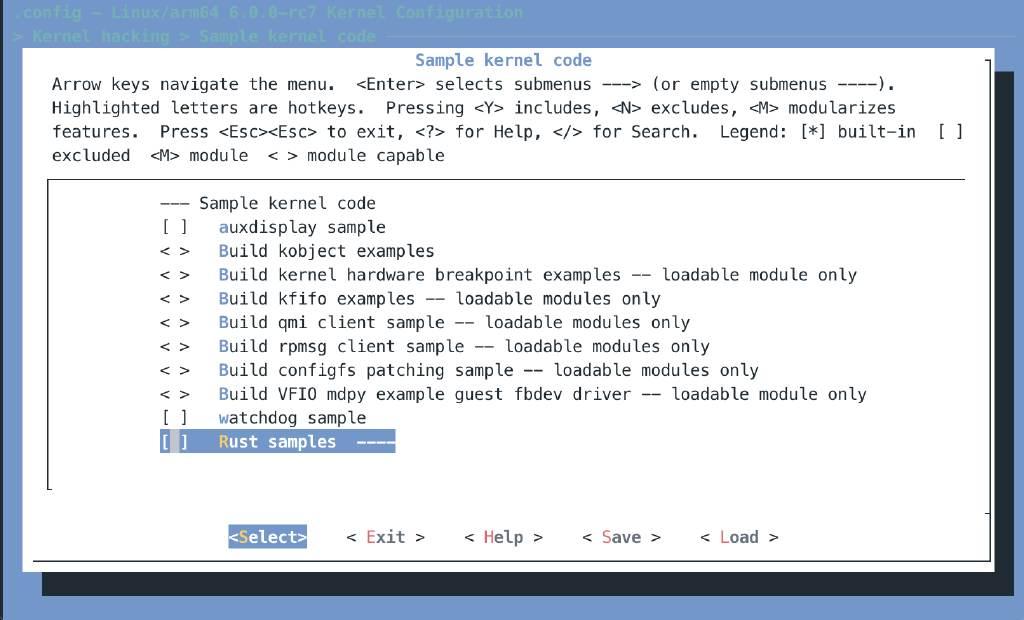 .config - Linux/arm64 6.0.0-rc7 Kernel Configuration
> Kernel hacking > Sample kernel code
Sample kernel code
Arrow keys navigate the menu.  <Enter> selects submenus ---> (or empty submenus ----).
Highlighted letters are hotkeys.  Pressing <Y> includes, <N> excludes, <M> modularizes
features.  Press <Esc><Esc> to exit, <?> for Help, </> for Search.  Legend: [*] built-in  [ ]
excluded  <M> module  < > module capable
--- Sample kernel code
[ ]   auxdisplay sample
< >   Build kobject examples
< >   Build kernel hardware breakpoint examples -- loadable module only
< >   Build kfifo examples -- loadable modules only
< >   Build qmi client sample -- loadable modules only
< >   Build rpmsg client sample -- loadable modules only
< >   Build configfs patching sample -- loadable modules only
< >   Build VFIO mdpy example guest fbdev driver -- loadable module only
[ ]   watchdog sample
[ ]   Rust samples  ----
<Select>    < Exit >    < Help >    < Save >    < Load >